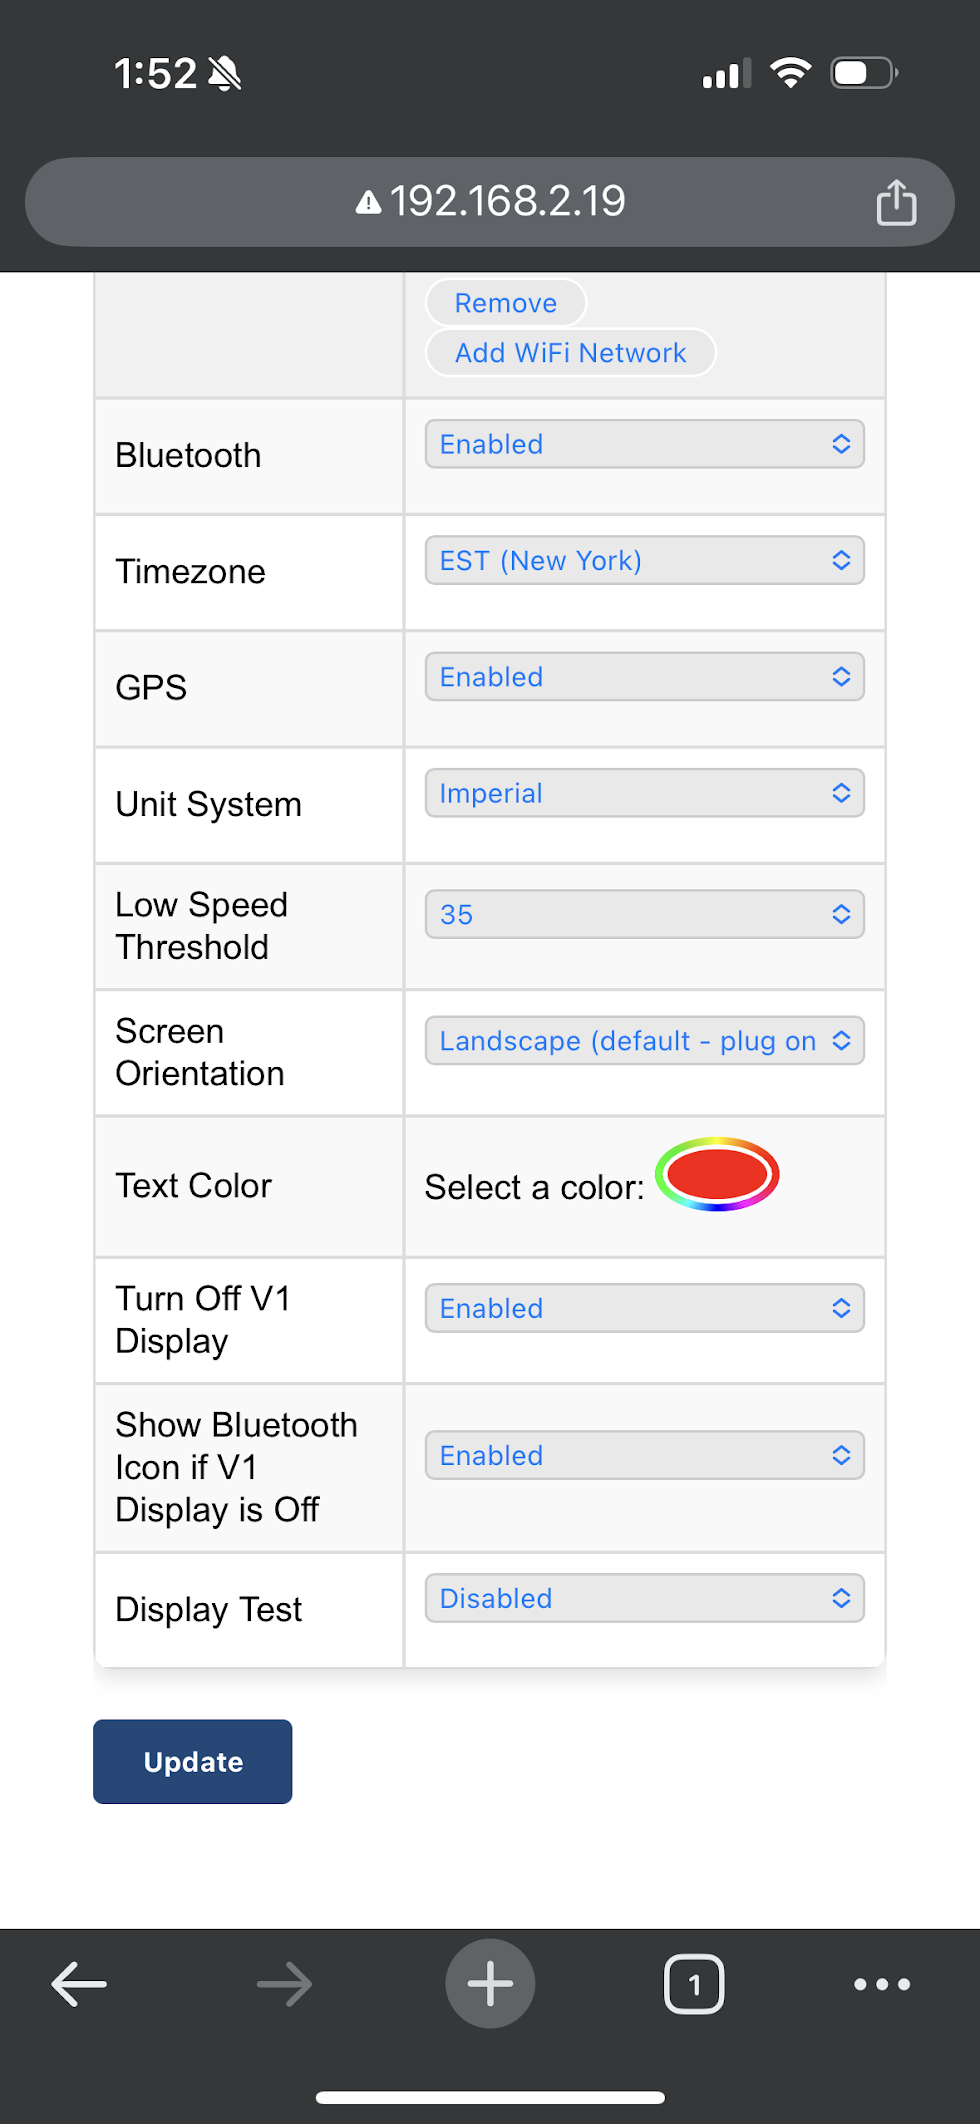 1:52
192.168.2.19
Remove
Add WiFi Network
Bluetooth
Enabled
Timezone
EST (New York)
GPS
Enabled
Unit System
Imperial
Low Speed
Threshold
35
Screen
Orientation
Landscape (default - plug on
Text Color
Select a color:
Turn Off V1
Display
Enabled
Show Bluetooth
Icon if V1
Display is Off
Enabled
Display Test
Disabled
Update
1